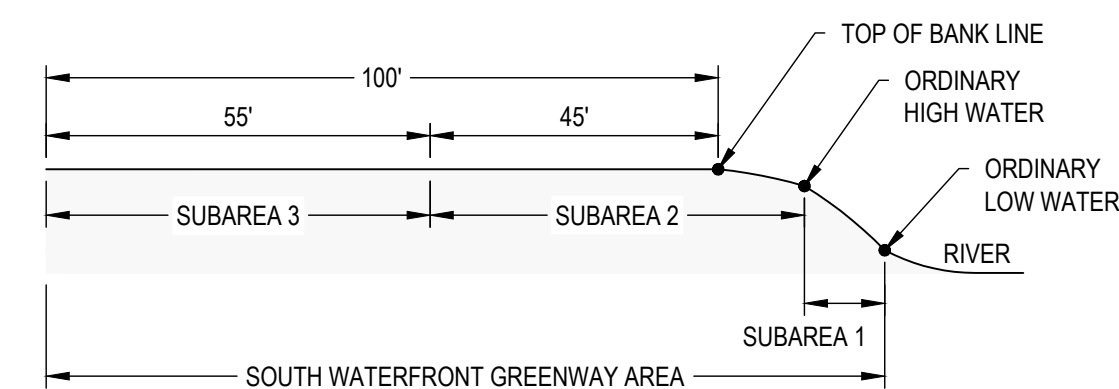 TOP OF BANK LINE
100'
ORDINARY
HIGH WATER
55'
45'
ORDINARY
LOW WATER
SUBAREA 3
SUBAREA 2
RIVER
SUBAREA 1
SOUTH WATERFRONT GREENWAY AREA